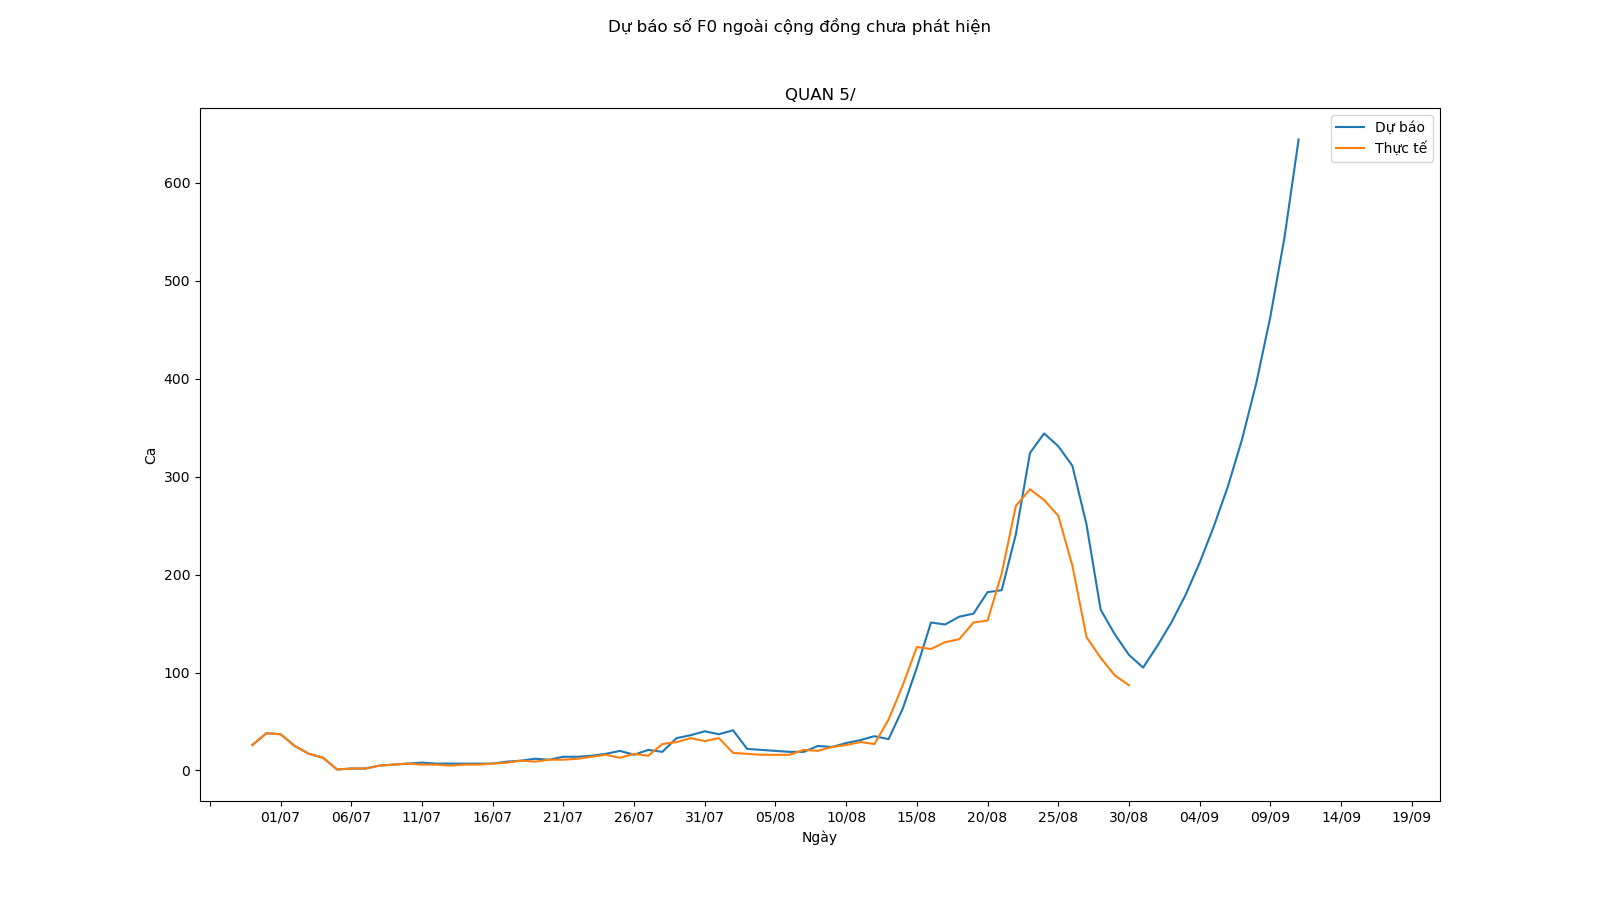 Dự báo số F0 ngoài cộng đồng chưa phát hiện
QUAN 5/
Dự báo
Thực tế
600
500
400
300
200
100
0
Ca
01/07 06/07 11/07 16/07 21/07 26/07 31/07 05/08 10/08 15/08 20/08 25/08 30/08 04/09 09/09 14/09 19/09
Ngày